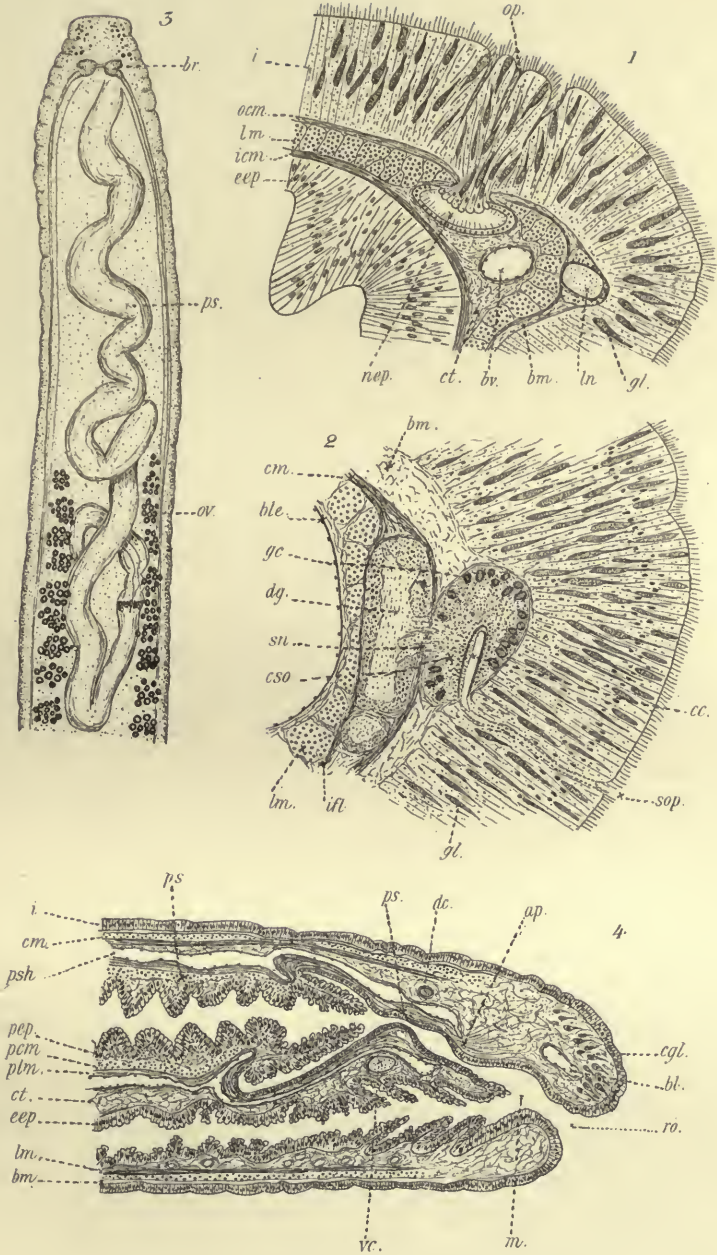 3
br.
ps.
ov.
op.
1
i
ocm
lm
icm
eep
nep.
ct.
bv.
bm.
ln
gl.
2
bm.
cm.
ble.
gc
dg.
sn
cso
cc.
sop.
lm.
ifl.
gl.
ps
ps.
dc.
ap.
4.
i.
cm.
psh
pep.
pcm
plm.
ct.
eep
lm
bm.
cgl.
bl.
ro.
vc.
m.